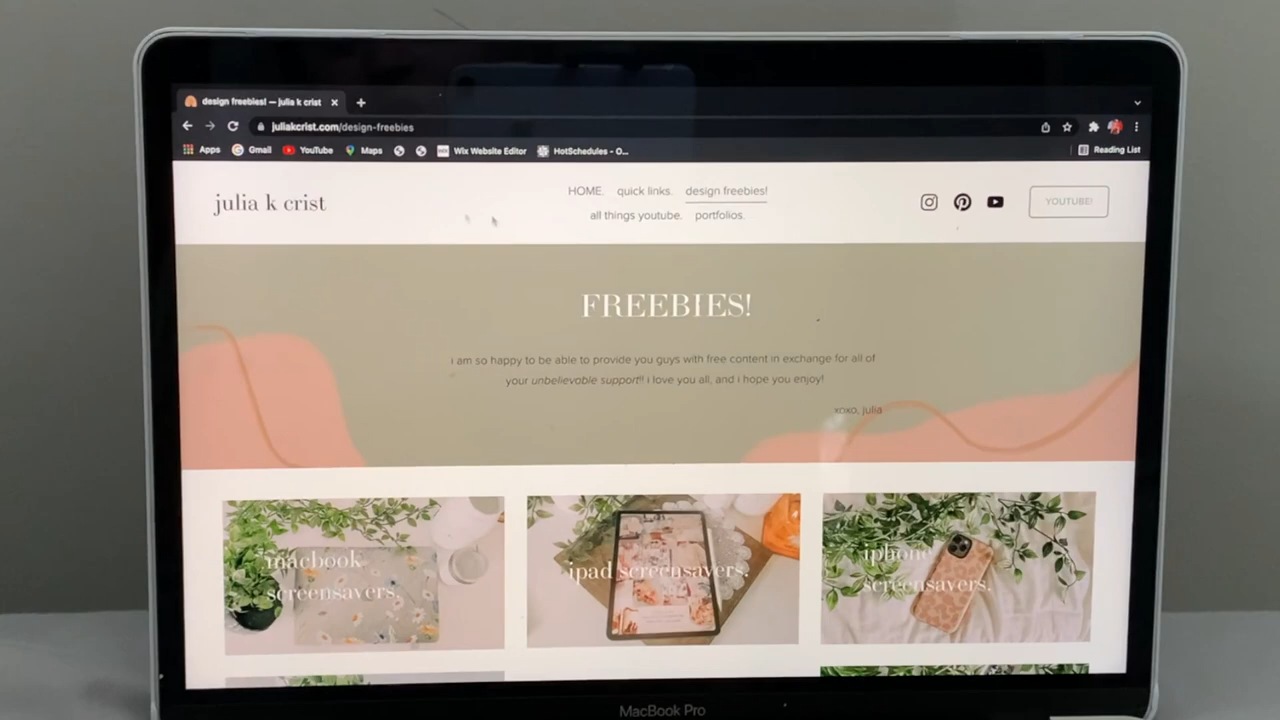 design freebies! — julia k crist
juliakcrist.com/design-freebies
Apps Gmail YouTube Maps Wix Website Editor HotSchedules - O... Reading List
julia k crist
HOME. quick links. design freebies!
all things youtube. portfolios.
YOUTUBE!
FREEBIES!
i am so happy to be able to provide you guys with free content in exchange for all of
your unbelievable support!! i love you all, and i hope you enjoy!
xoxo, julia
macbook
screensavers.
ipad screensavers.
iphone
screensavers.
MacBook Pro